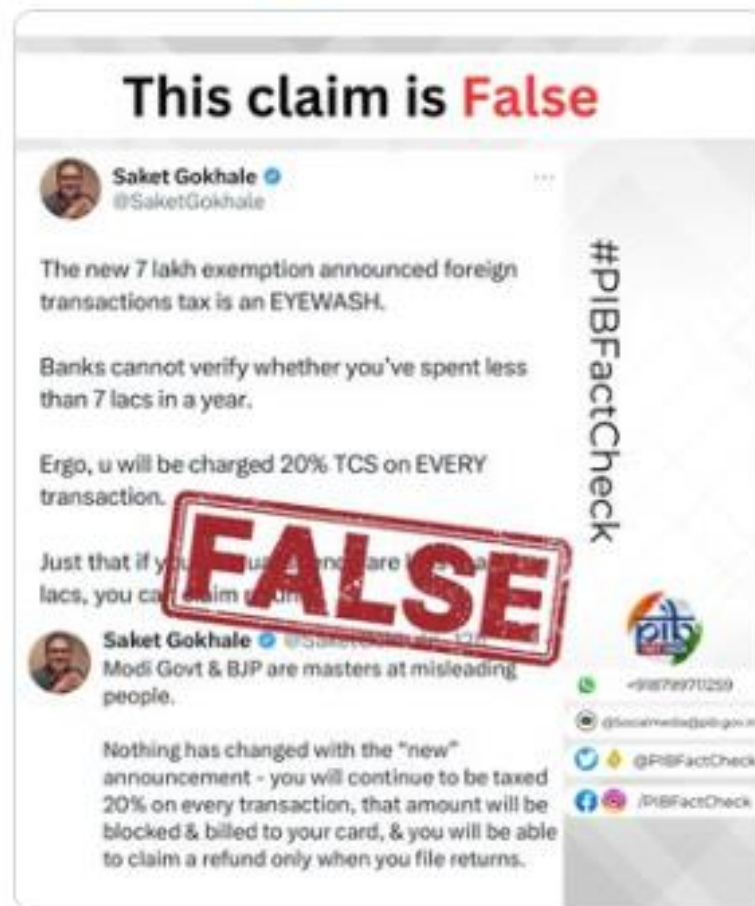 This claim is False
Saket Gokhale
@SaketGokhale
The new 7 lakh exemption announced foreign
transactions tax is an EYEWASH.
Banks cannot verify whether you've spent less
than 7 lacs in a year.
Ergo, u will be charged 20% TCS on EVERY
transaction.
Just that if
lacs, you
FALSE
Saket Gokhale
Modi Govt & BJP are masters at misleading
people.
Nothing has changed with the "new"
announcement - you will continue to be taxed
20% on every transaction, that amount will be
blocked & billed to your card, & you will be able
to claim a refund only when you file returns.
#PIBFactCheck
pib
@PIBFactCheck
/PIBFactCheck